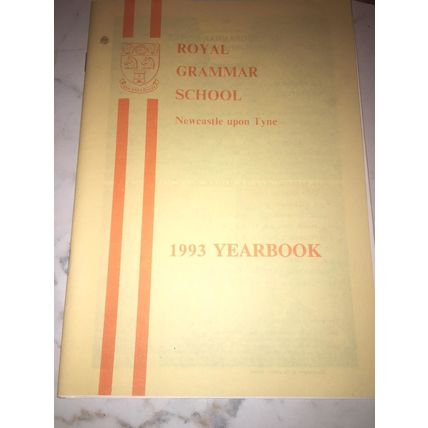 ROYAL
GRAMMAR
SCHOOL
Newcastle upon Tyne
1993 YEARBOOK